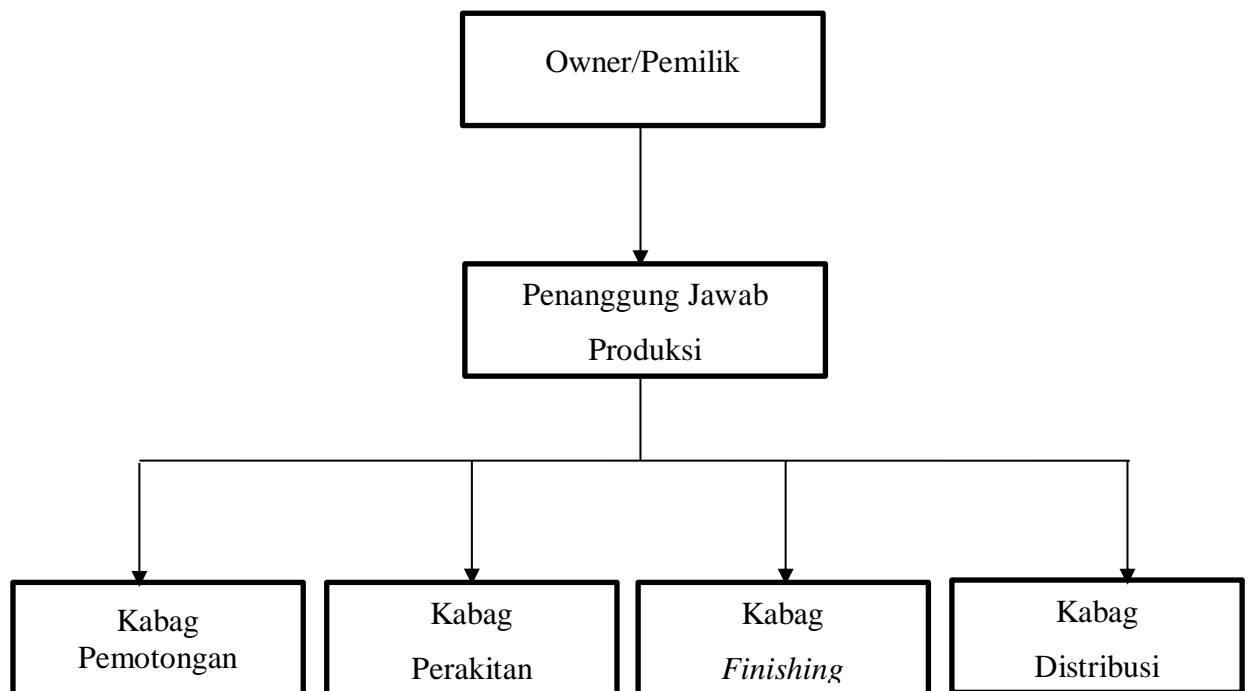 Owner/Pemilik
Penanggung Jawab
Produksi
Kabag
Pemotongan
Kabag
Perakitan
Kabag
Finishing
Kabag
Distribusi